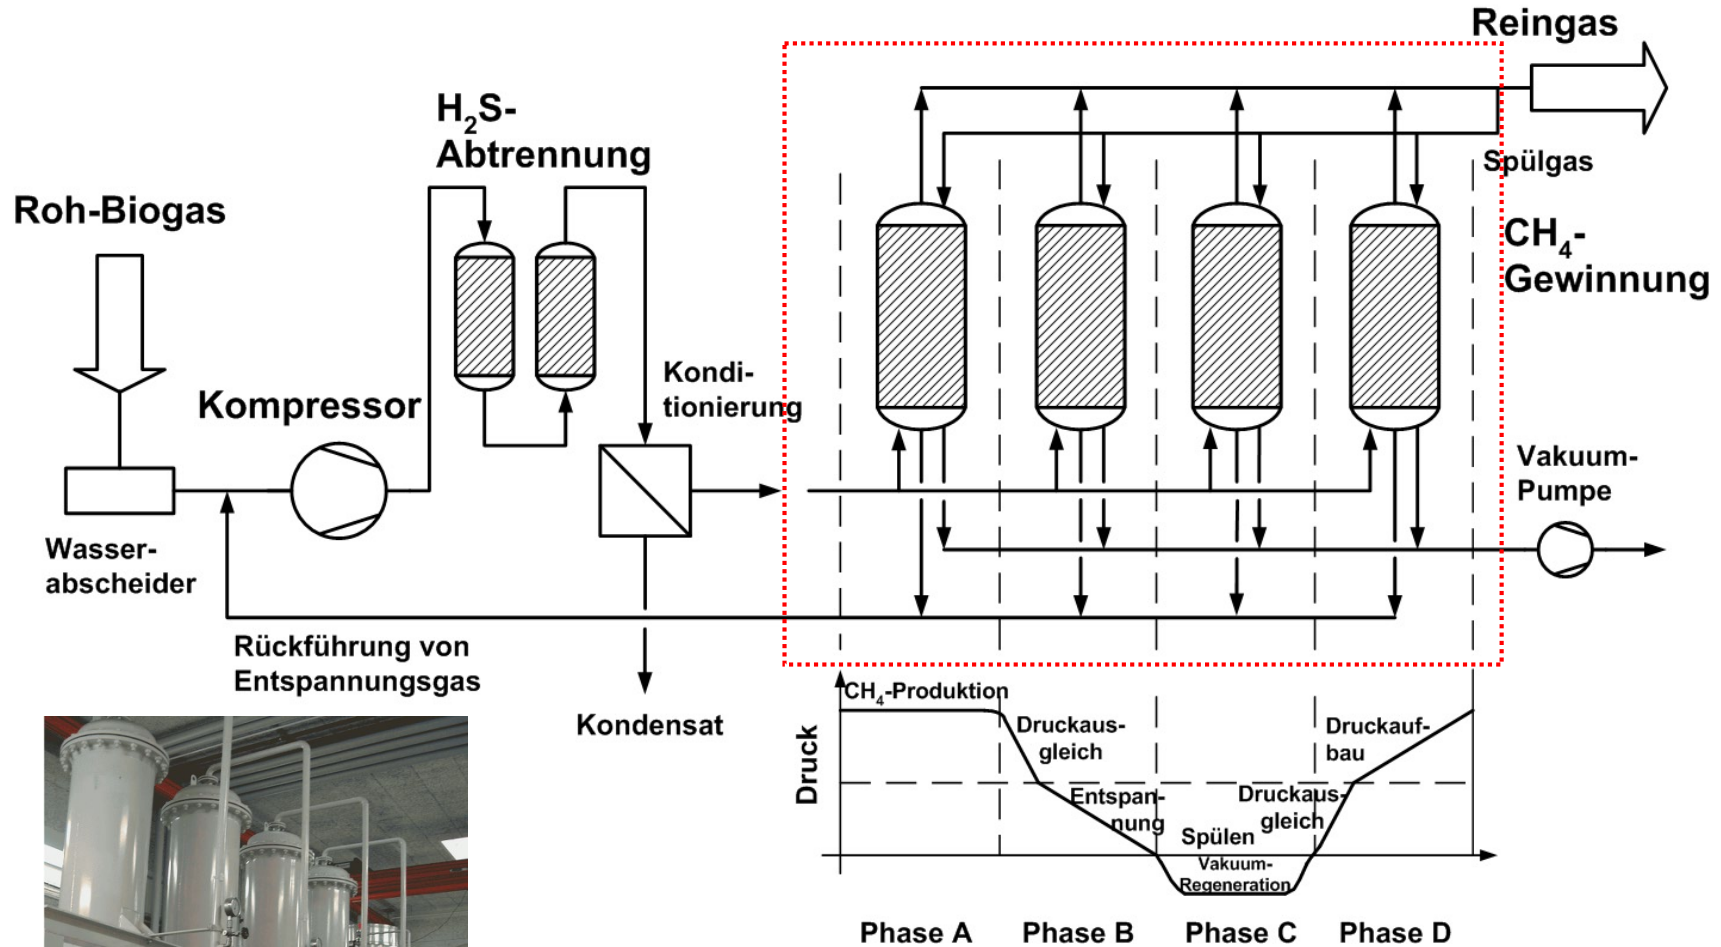 Reingas
H₂S-
Abtrennung
Spülgas
Roh-Biogas
CH₄-
Gewinnung
Kondi-
tionierung
Kompressor
Vakuum-
Pumpe
Wasser-
abscheider
Rückführung von
Entspannungsgas
Kondensat
CH₄-Produktion
Druckaus-
gleich
Druckauf-
bau
Druck
Entspan-
nung
Druckaus-
gleich
Spülen
Vakuum-
Regeneration
Phase A
Phase B
Phase C
Phase D